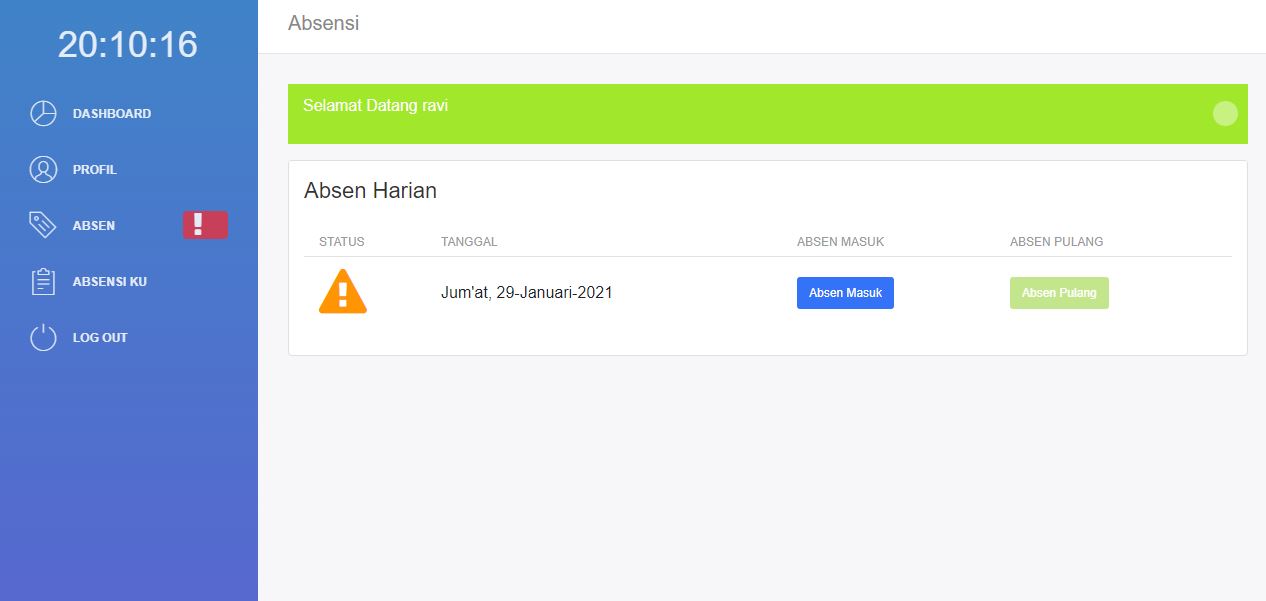 20:10:16
DASHBOARD
PROFIL
ABSEN
ABSENSI KU
LOG OUT
Absensi
Selamat Datang ravi
Absen Harian
STATUS TANGGAL ABSEN MASUK ABSEN PULANG
Jum'at, 29-Januari-2021 Absen Masuk Absen Pulang